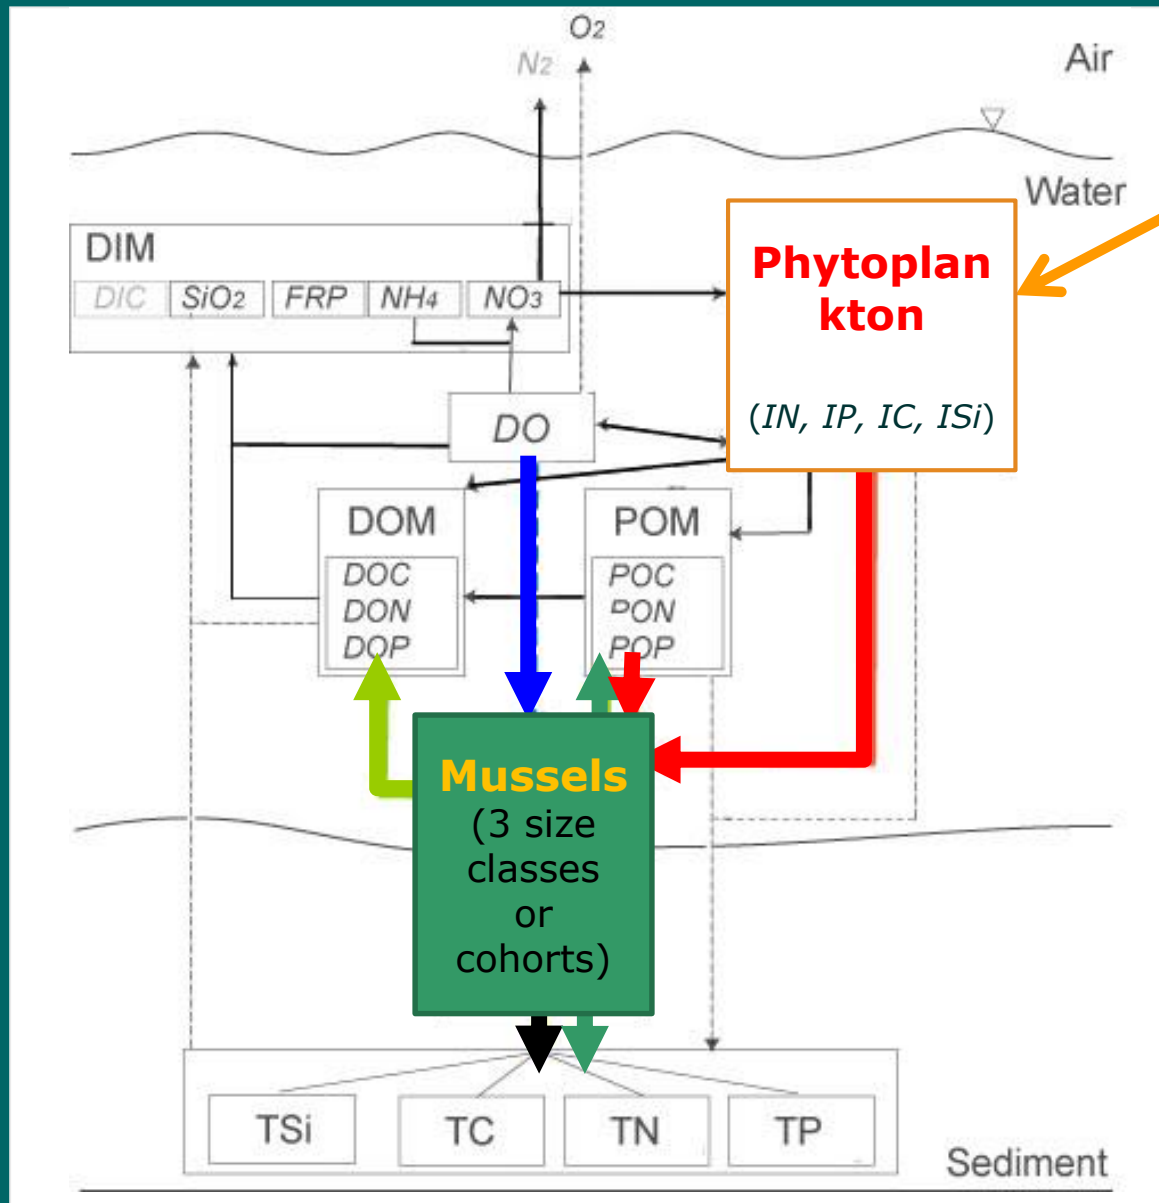 O2
N2
Air
Water
DIM
DIC SiO2 FRP NH4 NO3
Phytoplan
kton
(IN, IP, IC, ISi)
DO
DOM
DOC
DON
DOP
POM
POC
PON
POP
Mussels
(3 size
classes
or
cohorts)
TSi TC TN TP
Sediment